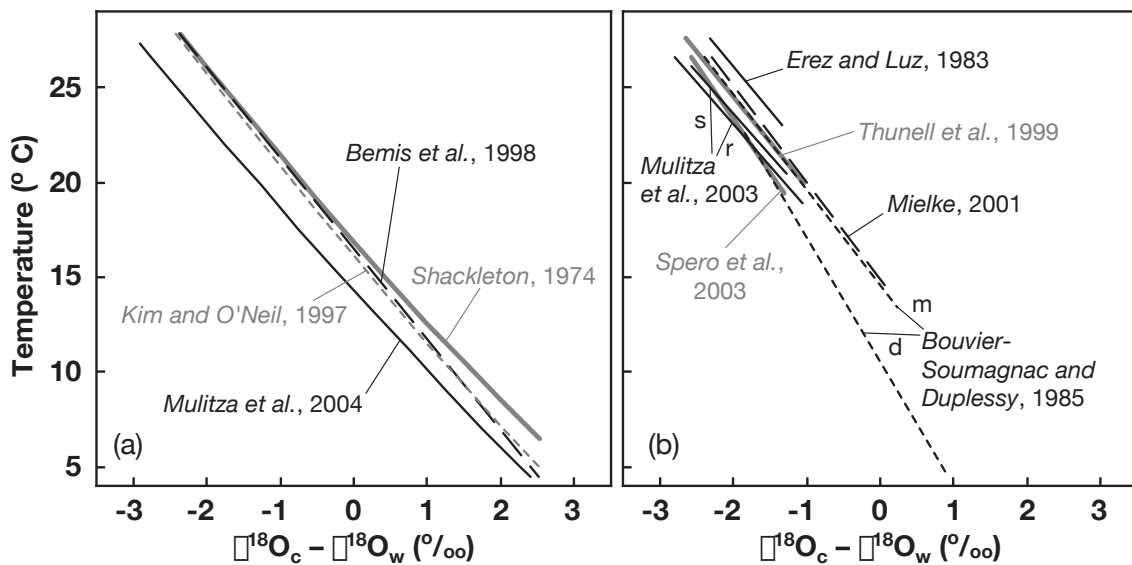 Temperature (º C)
25
20
15
10
5
Bemis et al., 1998
Shackleton, 1974
Kim and O'Neil, 1997
Mulitza et al., 2004
(a)
-3 -2 -1 0 1 2 3
□¹⁸Oc – □¹⁸Ow (º/oo)
Erez and Luz, 1983
Thunell et al., 1999
s
r
Mulitza
et al., 2003
Mielke, 2001
Spero et al.,
2003
m
d
Bouvier-
Soumagnac and
Duplessy, 1985
(b)
-3 -2 -1 0 1 2 3
□¹⁸Oc – □¹⁸Ow (º/oo)